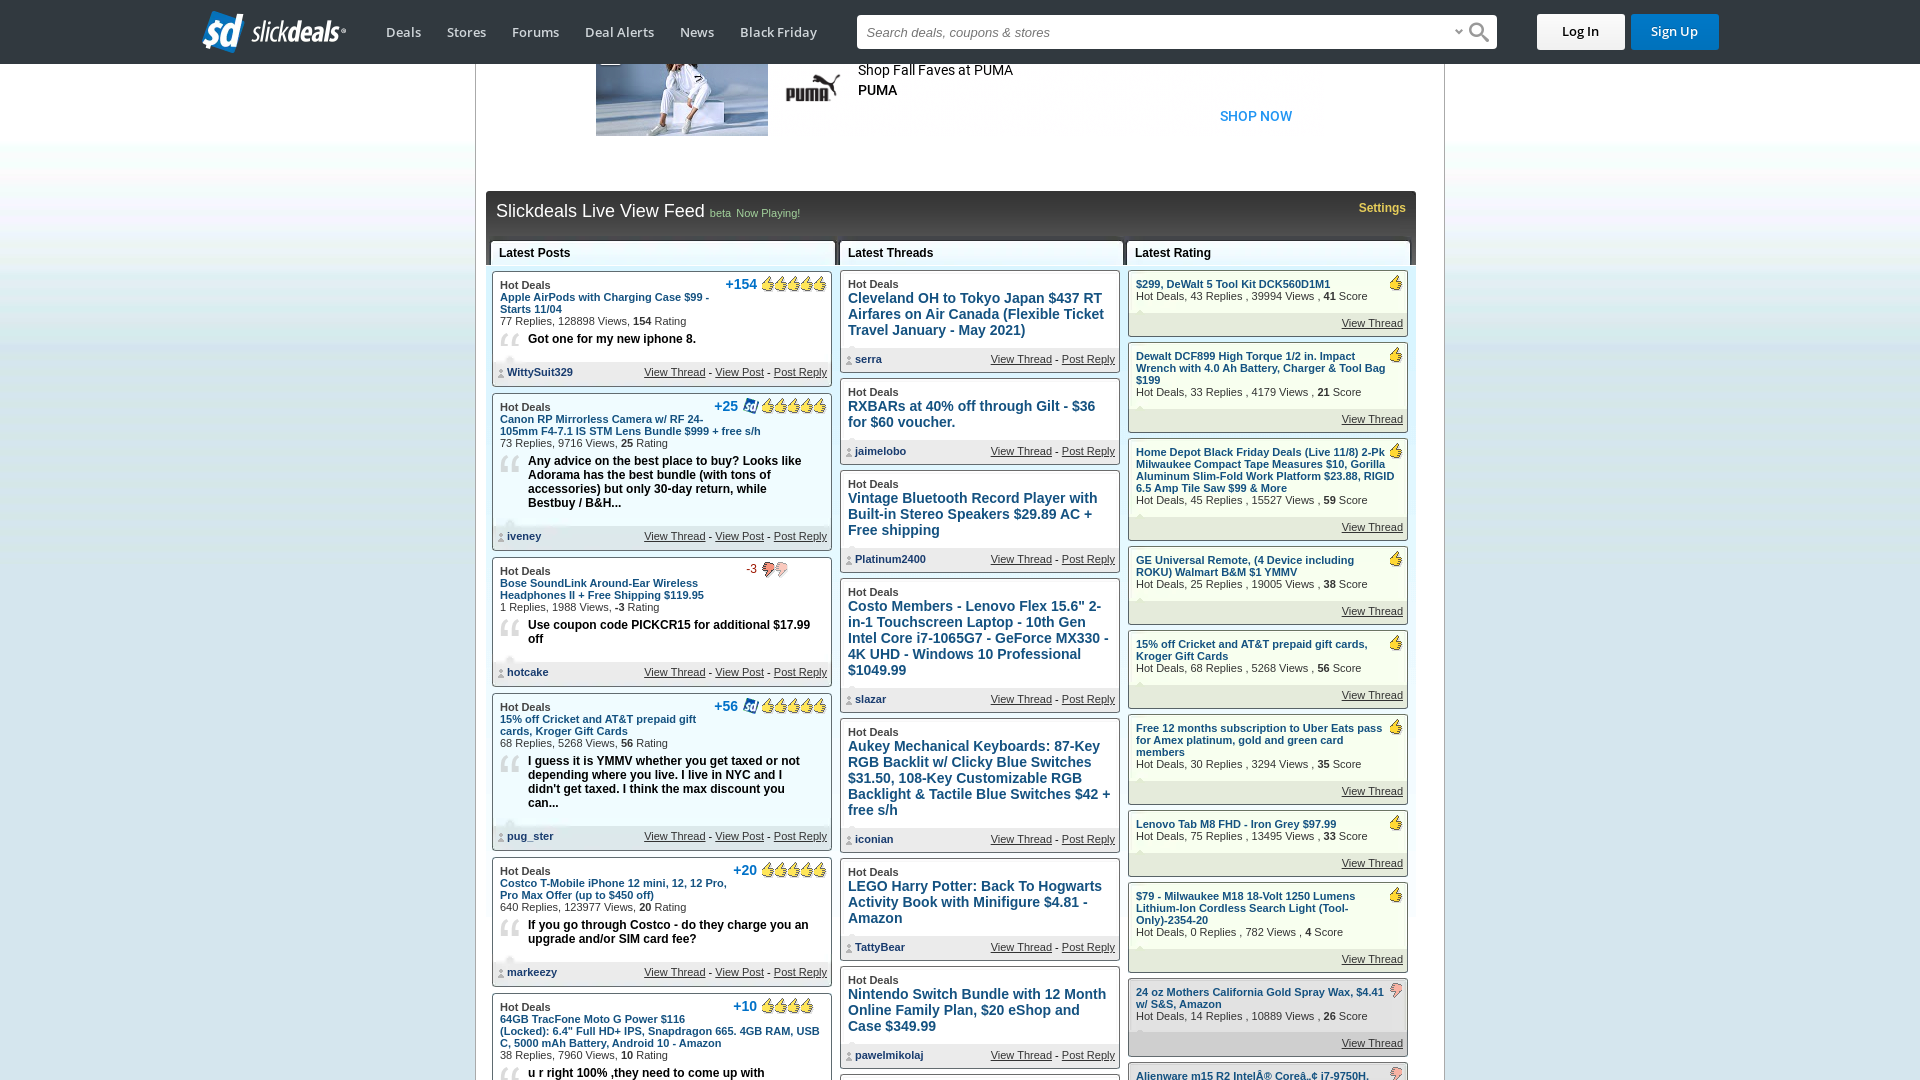 slickdeals
Deals
Stores
Forums
Deal Alerts
News
Black Friday
Search deals, coupons & stores
Log In
Sign Up
Shop Fall Faves at PUMA
PUMA
PUMA
SHOP NOW
Slickdeals Live View Feed beta Now Playing!
Settings
Latest Posts
Hot Deals
+154
Apple AirPods with Charging Case $99 -
Starts 11/04
77 Replies, 128898 Views, 154 Rating
Got one for my new iphone 8.
WittySuit329
View Thread - View Post - Post Reply
Hot Deals
+25
Canon RP Mirrorless Camera w/ RF 24-
105mm F4-7.1 IS STM Lens Bundle $999 + free s/h
73 Replies, 9716 Views, 25 Rating
Any advice on the best place to buy? Looks like
Adorama has the best bundle (with tons of
accessories) but only 30-day return, while
Bestbuy / B&H...
iveney
View Thread - View Post - Post Reply
Hot Deals
-3
Bose SoundLink Around-Ear Wireless
Headphones II + Free Shipping $119.95
1 Replies, 1988 Views, -3 Rating
Use coupon code PICKCR15 for additional $17.99
off
hotcake
View Thread - View Post - Post Reply
Hot Deals
+56
15% off Cricket and AT&T prepaid gift
cards, Kroger Gift Cards
68 Replies, 5268 Views, 56 Rating
I guess it is YMMV whether you get taxed or not
depending where you live. I live in NYC and I
didn't get taxed. I think the max discount you
can...
pug_ster
View Thread - View Post - Post Reply
Hot Deals
+20
Costco T-Mobile iPhone 12 mini, 12, 12 Pro,
Pro Max Offer (up to $450 off)
640 Replies, 123977 Views, 20 Rating
If you go through Costco - do they charge you an
upgrade and/or SIM card fee?
markeezy
View Thread - View Post - Post Reply
Hot Deals
+10
64GB TracFone Moto G Power $116
(Locked): 6.4" Full HD+ IPS, Snapdragon 665. 4GB RAM, USB
C, 5000 mAh Battery, Android 10 - Amazon
38 Replies, 7960 Views, 10 Rating
u r right 100% ,they need to come up with
Latest Threads
Hot Deals
Cleveland OH to Tokyo Japan $437 RT
Airfares on Air Canada (Flexible Ticket
Travel January - May 2021)
serra
View Thread - Post Reply
Hot Deals
RXBARs at 40% off through Gilt - $36
for $60 voucher.
jaimelobo
View Thread - Post Reply
Hot Deals
Vintage Bluetooth Record Player with
Built-in Stereo Speakers $29.89 AC +
Free shipping
Platinum2400
View Thread - Post Reply
Hot Deals
Costo Members - Lenovo Flex 15.6" 2-
in-1 Touchscreen Laptop - 10th Gen
Intel Core i7-1065G7 - GeForce MX330 -
4K UHD - Windows 10 Professional
$1049.99
slazar
View Thread - Post Reply
Hot Deals
Aukey Mechanical Keyboards: 87-Key
RGB Backlit w/ Clicky Blue Switches
$31.50, 108-Key Customizable RGB
Backlight & Tactile Blue Switches $42 +
free s/h
iconian
View Thread - Post Reply
Hot Deals
LEGO Harry Potter: Back To Hogwarts
Activity Book with Minifigure $4.81 -
Amazon
TattyBear
View Thread - Post Reply
Hot Deals
Nintendo Switch Bundle with 12 Month
Online Family Plan, $20 eShop and
Case $349.99
pawelmikolaj
View Thread - Post Reply
Latest Rating
$299, DeWalt 5 Tool Kit DCK560D1M1
Hot Deals, 43 Replies , 39994 Views , 41 Score
View Thread
Dewalt DCF899 High Torque 1/2 in. Impact
Wrench with 4.0 Ah Battery, Charger & Tool Bag
$199
Hot Deals, 33 Replies , 4179 Views , 21 Score
View Thread
Home Depot Black Friday Deals (Live 11/8) 2-Pk
Milwaukee Compact Tape Measures $10, Gorilla
Aluminum Slim-Fold Work Platform $23.88, RIGID
6.5 Amp Tile Saw $99 & More
Hot Deals, 45 Replies , 15527 Views , 59 Score
View Thread
GE Universal Remote, (4 Device including
ROKU) Walmart B&M $1 YMMV
Hot Deals, 25 Replies , 19005 Views , 38 Score
View Thread
15% off Cricket and AT&T prepaid gift cards,
Kroger Gift Cards
Hot Deals, 68 Replies , 5268 Views , 56 Score
View Thread
Free 12 months subscription to Uber Eats pass
for Amex platinum, gold and green card
members
Hot Deals, 30 Replies , 3294 Views , 35 Score
View Thread
Lenovo Tab M8 FHD - Iron Grey $97.99
Hot Deals, 75 Replies , 13495 Views , 33 Score
View Thread
$79 - Milwaukee M18 18-Volt 1250 Lumens
Lithium-Ion Cordless Search Light (Tool-
Only)-2354-20
Hot Deals, 0 Replies , 782 Views , 4 Score
View Thread
24 oz Mothers California Gold Spray Wax, $4.41
w/ S&S, Amazon
Hot Deals, 14 Replies , 10889 Views , 26 Score
View Thread
Alienware m15 R2 IntelÂ® Coreâ„¢ i7-9750H,